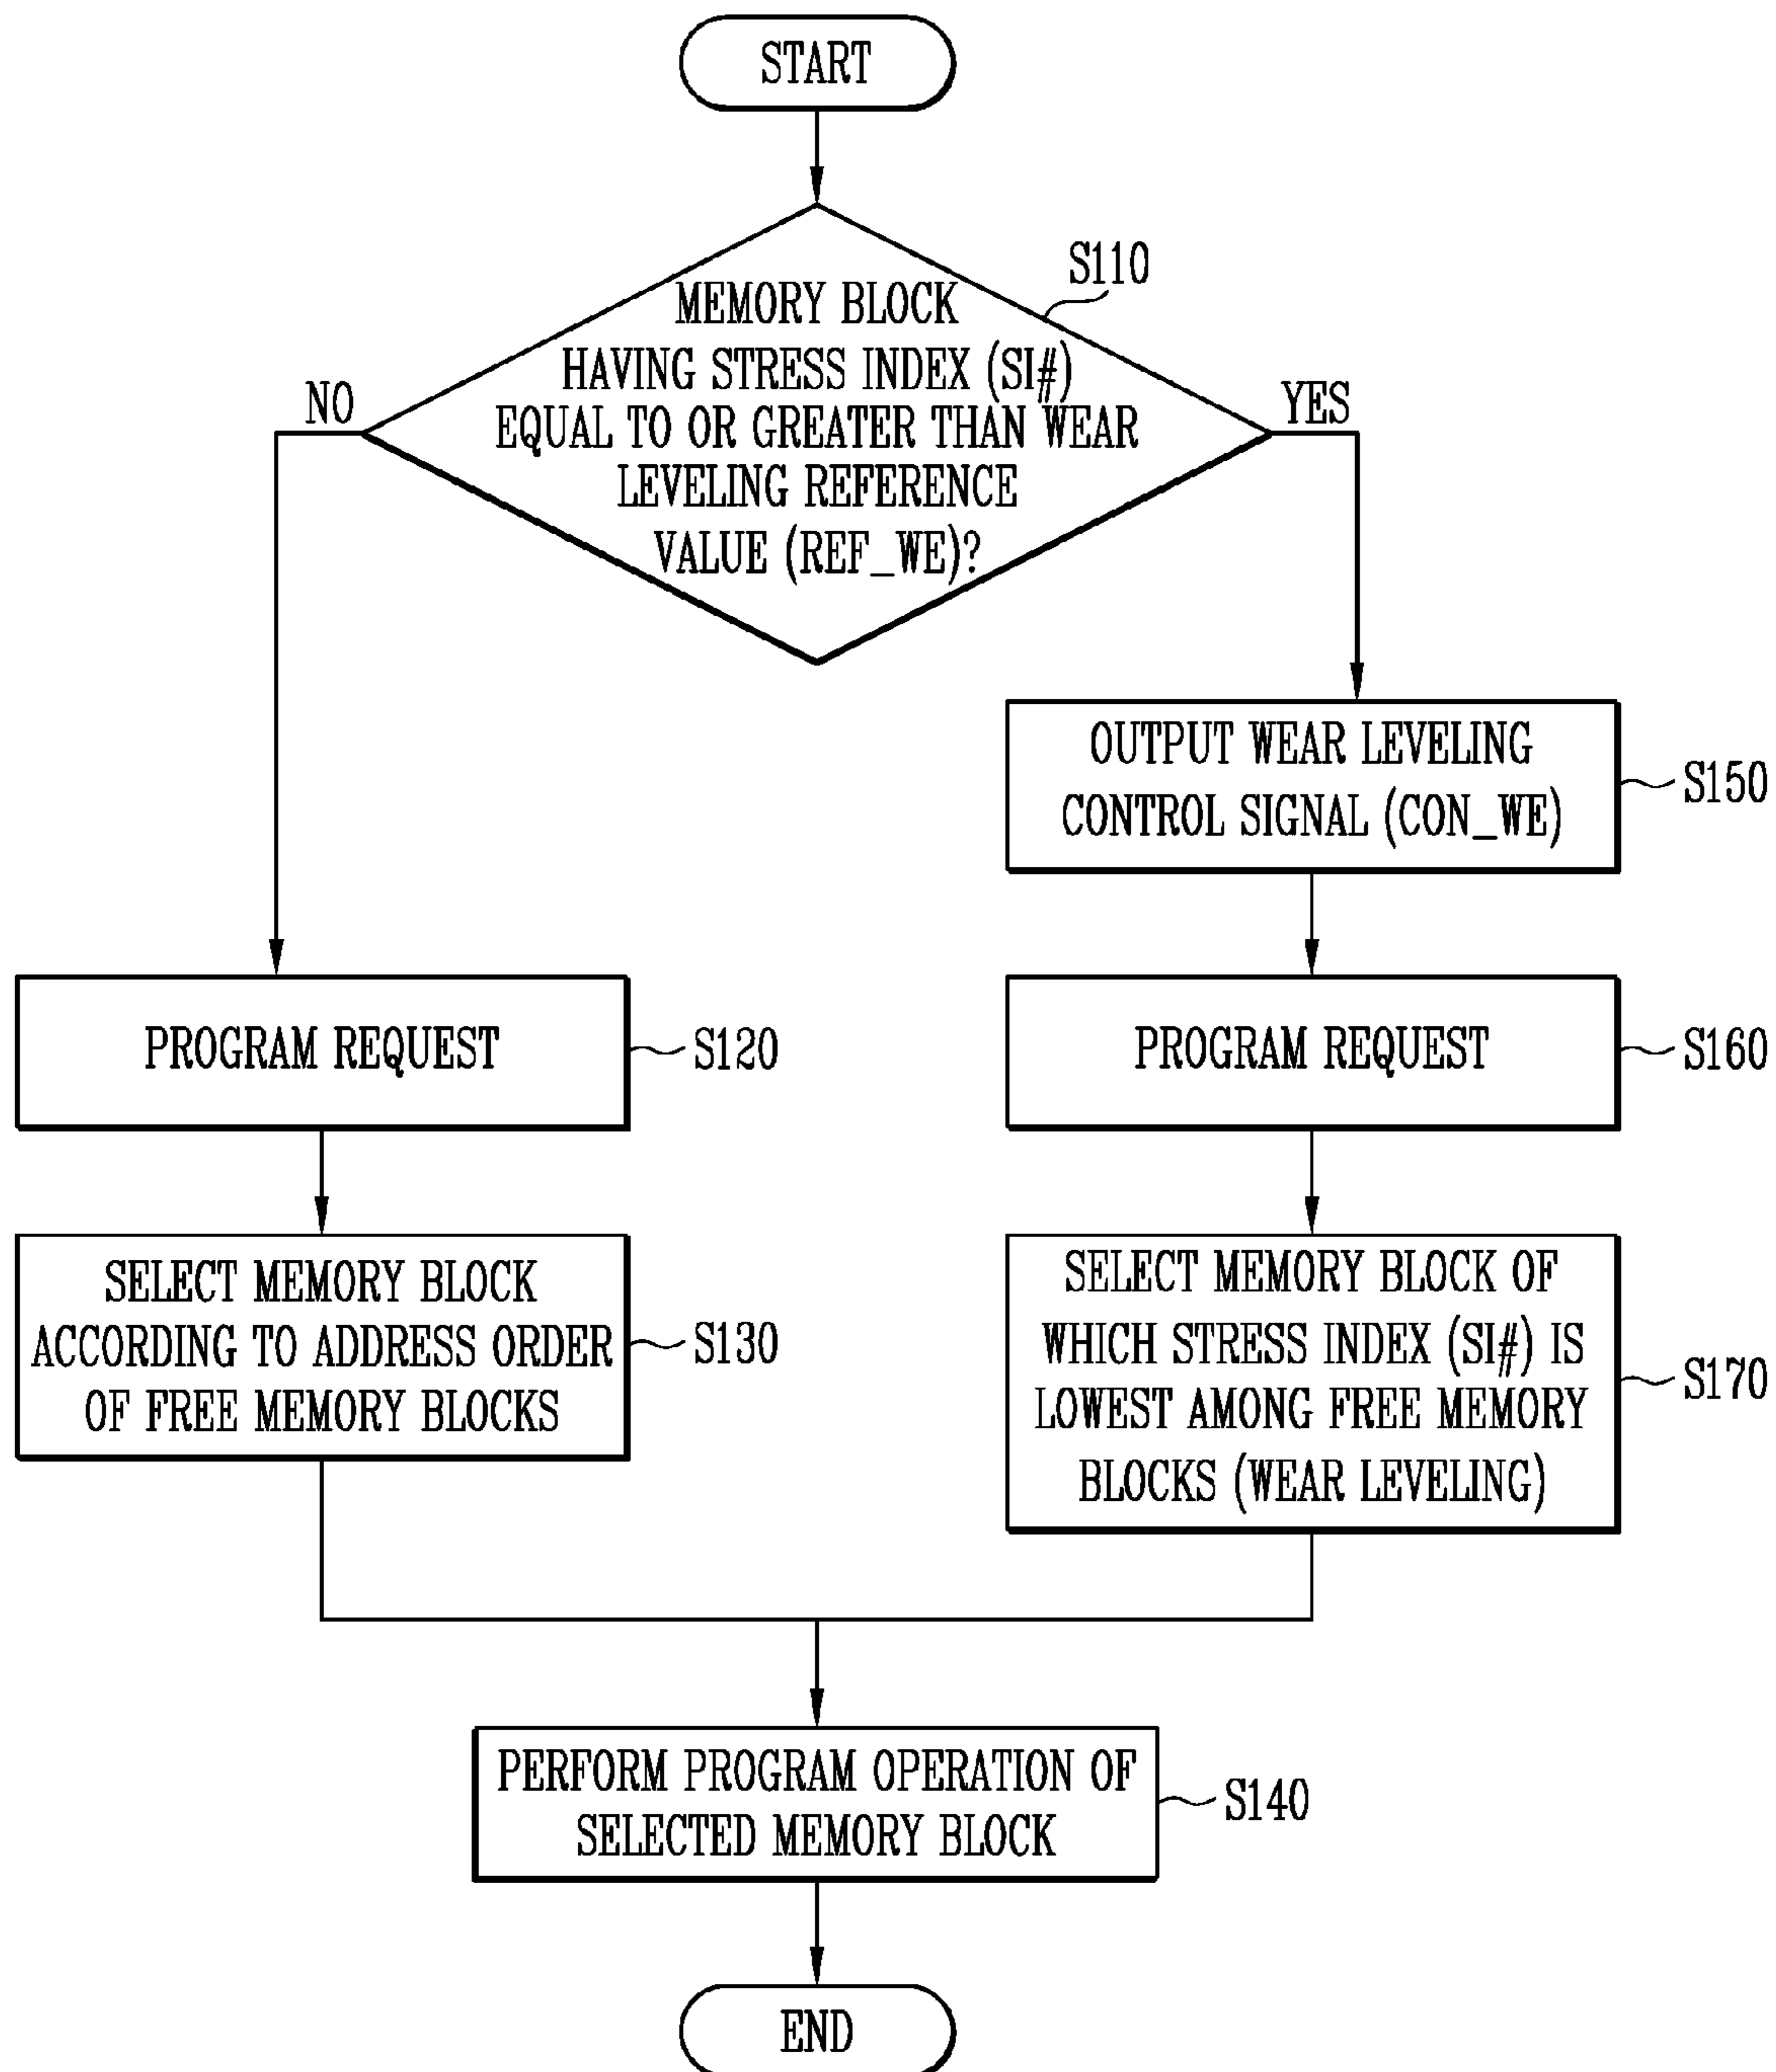 START
S110
MEMORY BLOCK
HAVING STRESS INDEX (SI#)
EQUAL TO OR GREATER THAN WEAR
LEVELING REFERENCE
VALUE (REF_WE)?
NO
YES
OUTPUT WEAR LEVELING
CONTROL SIGNAL (CON_WE)
S150
PROGRAM REQUEST
S120
PROGRAM REQUEST
S160
SELECT MEMORY BLOCK
ACCORDING TO ADDRESS ORDER
OF FREE MEMORY BLOCKS
S130
SELECT MEMORY BLOCK OF
WHICH STRESS INDEX (SI#) IS
LOWEST AMONG FREE MEMORY
BLOCKS (WEAR LEVELING)
S170
PERFORM PROGRAM OPERATION OF
SELECTED MEMORY BLOCK
S140
END